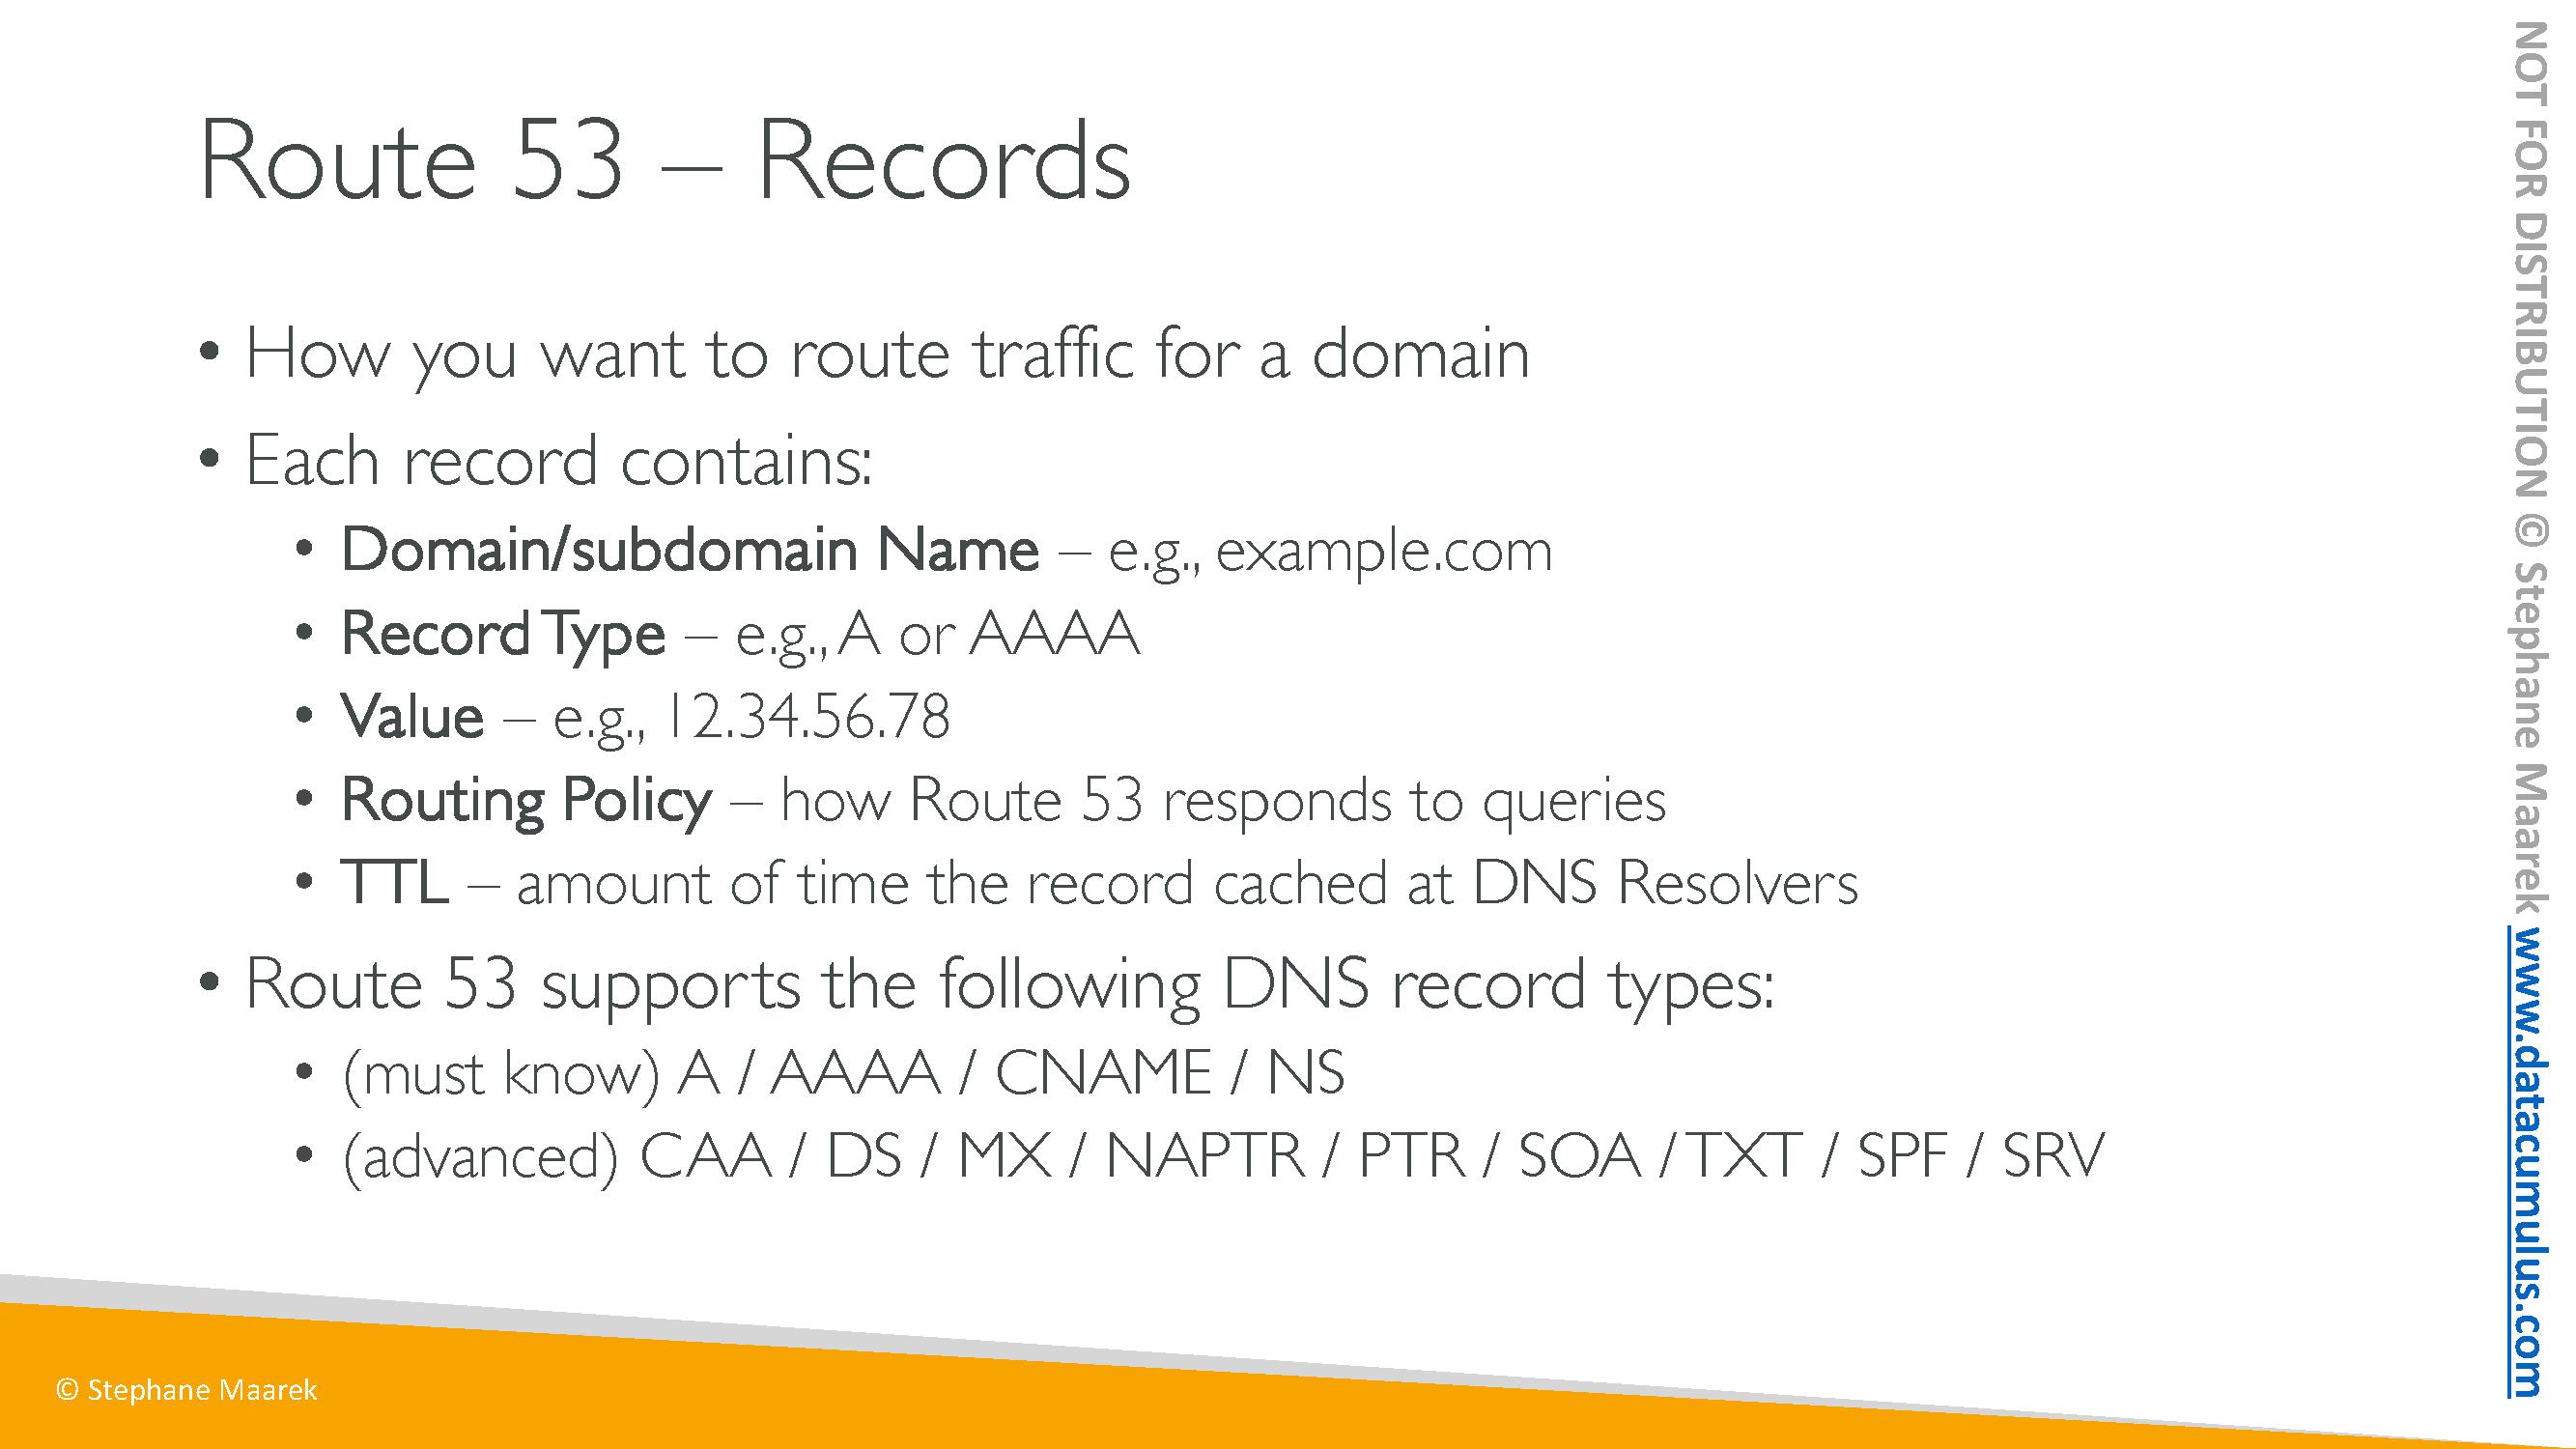 Route 53 – Records
• How you want to route traffic for a domain
• Each record contains:
• Domain/subdomain Name – e.g., example.com
• Record Type – e.g., A or AAAA
• Value – e.g., 12.34.56.78
• Routing Policy – how Route 53 responds to queries
• TTL – amount of time the record cached at DNS Resolvers
• Route 53 supports the following DNS record types:
• (must know) A / AAAA / CNAME / NS
• (advanced) CAA / DS / MX / NAPTR / PTR / SOA / TXT / SPF / SRV
© Stephane Maarek
NOT FOR DISTRIBUTION © Stephane Maarek www.datacumulus.com